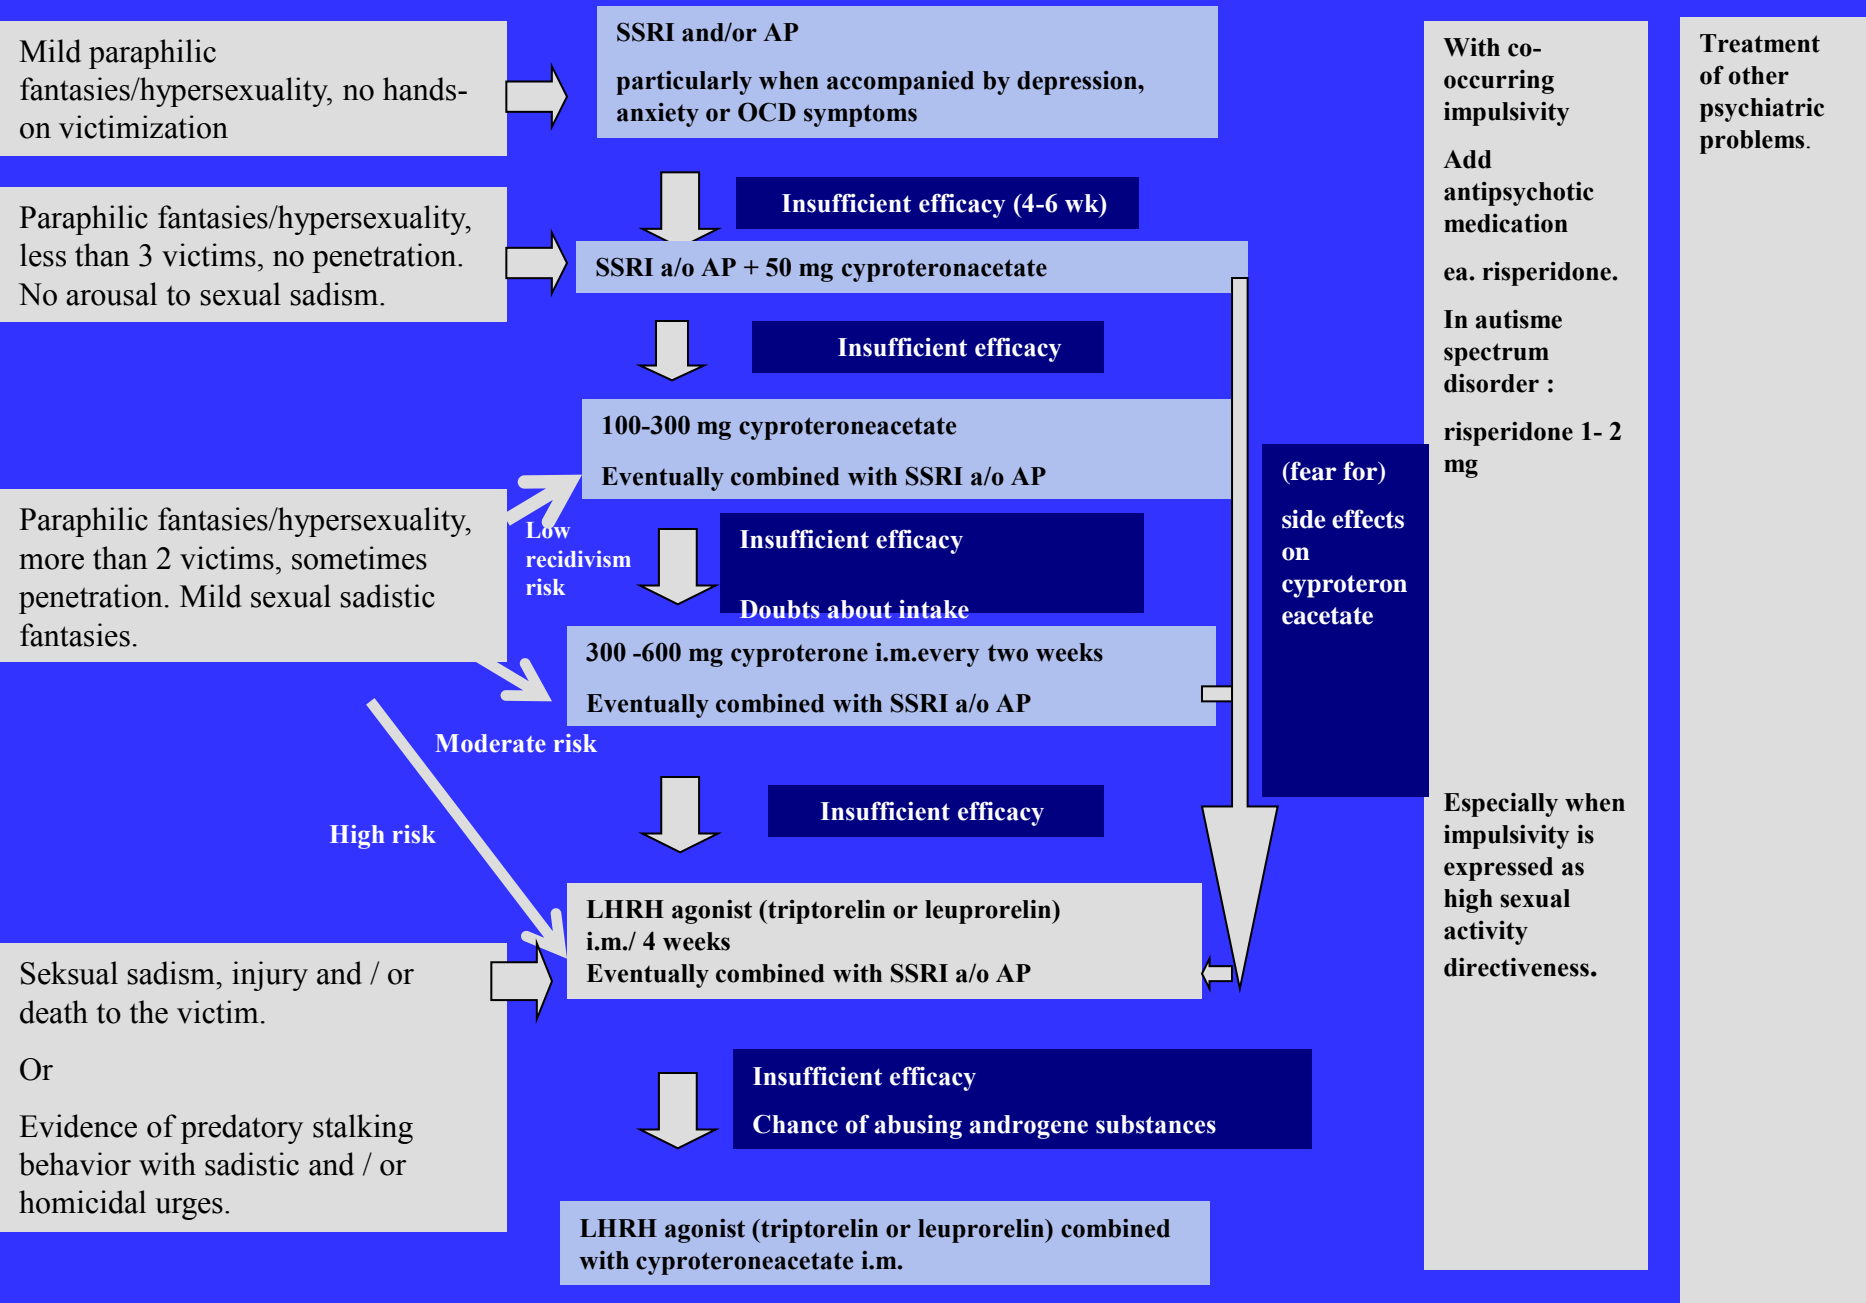 Mild paraphilic
fantasies/hypersexuality, no hands-
on victimization
SSRI and/or AP
particularly when accompanied by depression,
anxiety or OCD symptoms
Insufficient efficacy (4-6 wk)
Paraphilic fantasies/hypersexuality,
less than 3 victims, no penetration.
No arousal to sexual sadism.
SSRI a/o AP + 50 mg cyproteronacetate
Insufficient efficacy
100-300 mg cyproteroneacetate
Eventually combined with SSRI a/o AP
Paraphilic fantasies/hypersexuality,
more than 2 victims, sometimes
penetration. Mild sexual sadistic
fantasies.
Low
recidivism
risk
Insufficient efficacy
Doubts about intake
300 -600 mg cyproterone i.m.every two weeks
Eventually combined with SSRI a/o AP
Moderate risk
High risk
Insufficient efficacy
LHRH agonist (triptorelin or leuprorelin)
i.m./ 4 weeks
Eventually combined with SSRI a/o AP
Seksual sadism, injury and / or
death to the victim.
Or
Evidence of predatory stalking
behavior with sadistic and / or
homicidal urges.
Insufficient efficacy
Chance of abusing androgene substances
LHRH agonist (triptorelin or leuprorelin) combined
with cyproteroneacetate i.m.
(fear for)
side effects
on
cyproteron
eacetate
With co-
occurring
impulsivity
Add
antipsychotic
medication
ea. risperidone.
In autisme
spectrum
disorder :
risperidone 1- 2
mg
Especially when
impulsivity is
expressed as
high sexual
activity
directiveness.
Treatment
of other
psychiatric
problems.